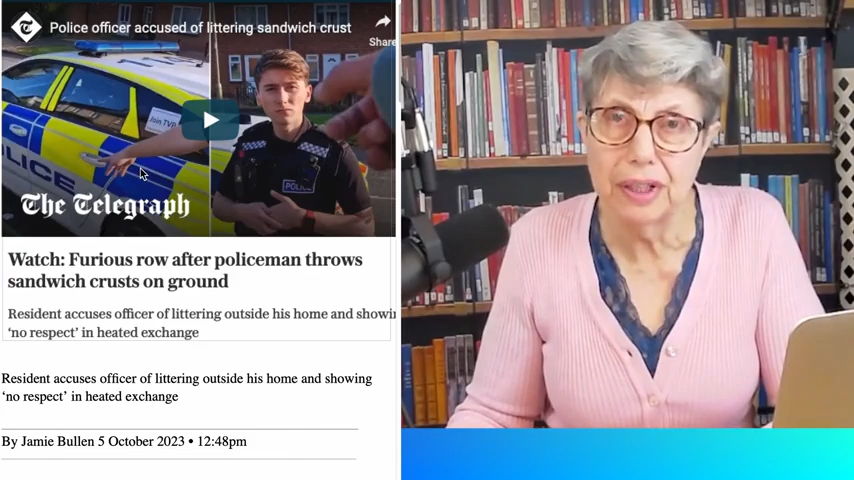 Police officer accused of littering sandwich crust
Share
Join TVP
POLICE
POLICE
The Telegraph
Watch: Furious row after policeman throws
sandwich crusts on ground
Resident accuses officer of littering outside his home and showi
‘no respect’ in heated exchange
Resident accuses officer of littering outside his home and showing
‘no respect’ in heated exchange
By Jamie Bullen 5 October 2023 • 12:48pm